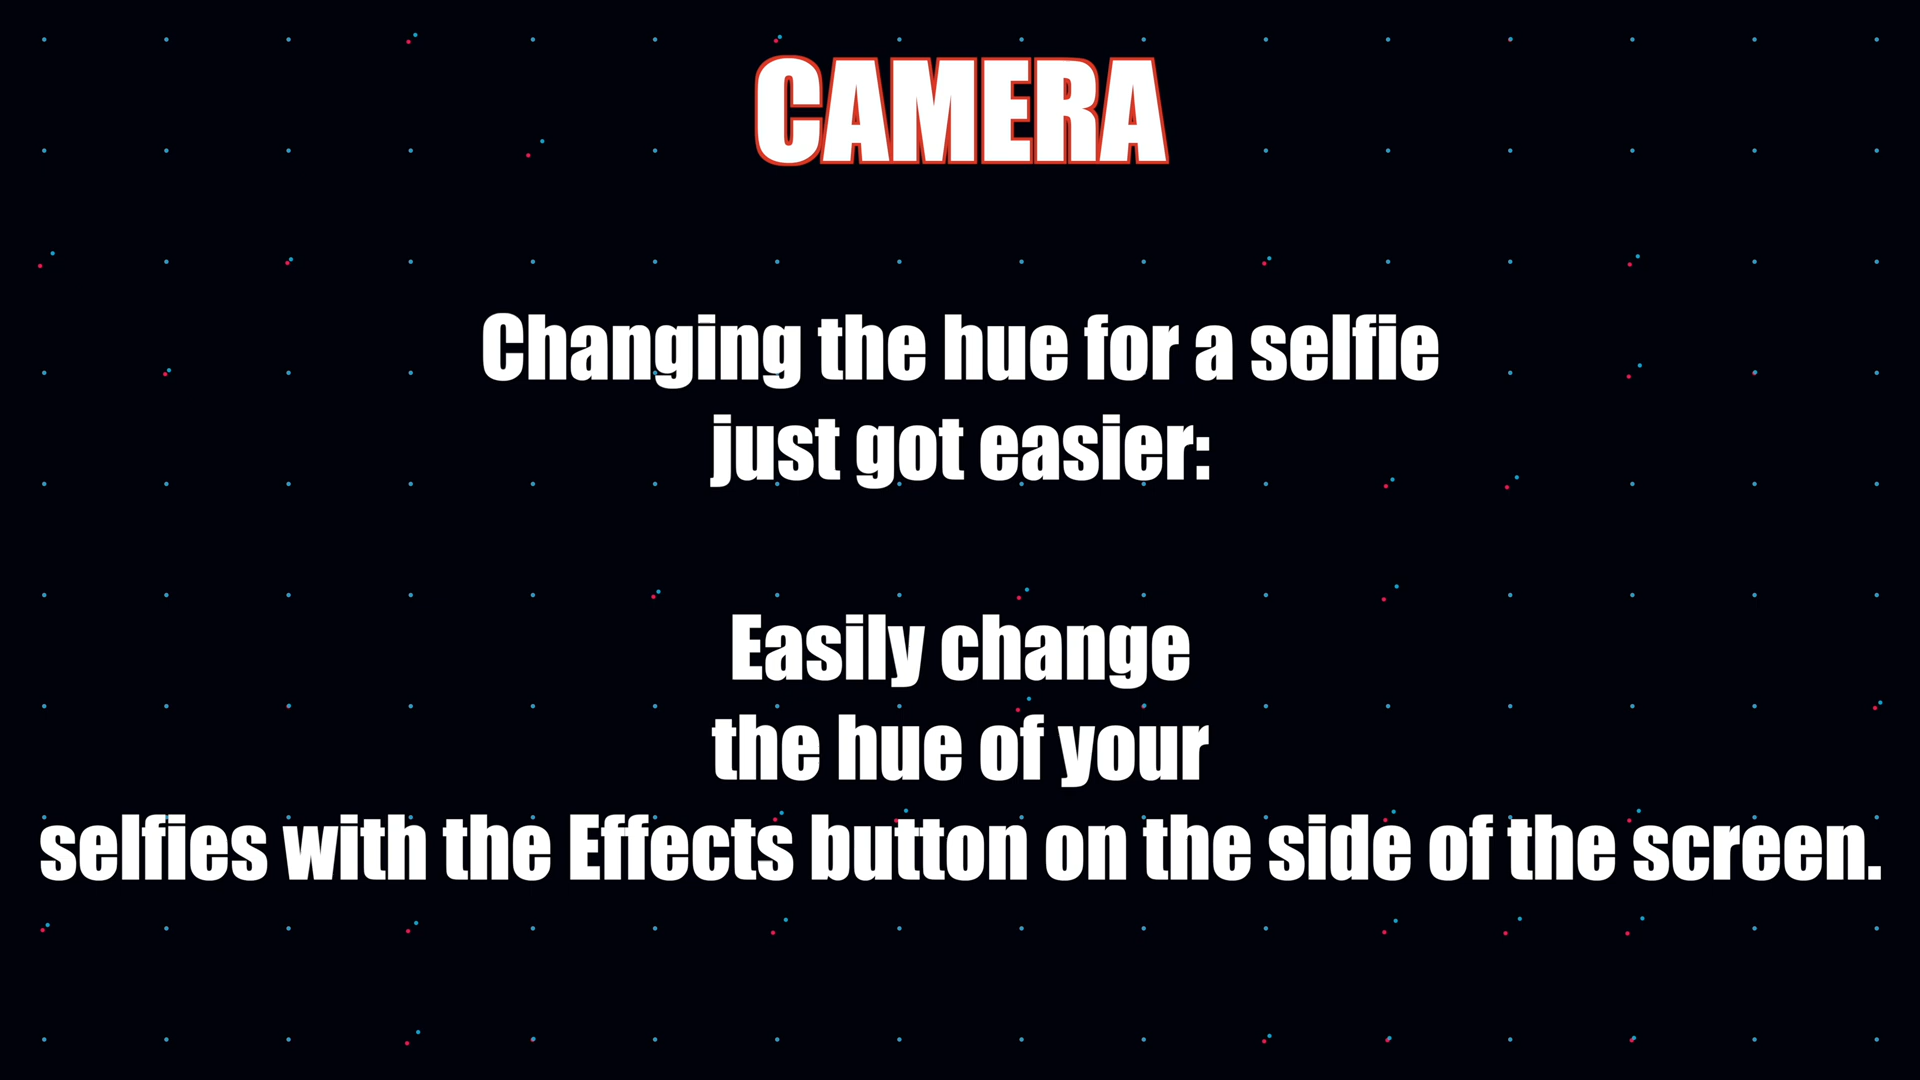 CAMERA
Changing the hue for a selfie
just got easier:
Easily change
the hue of your
selfies with the Effects button on the side of the screen.